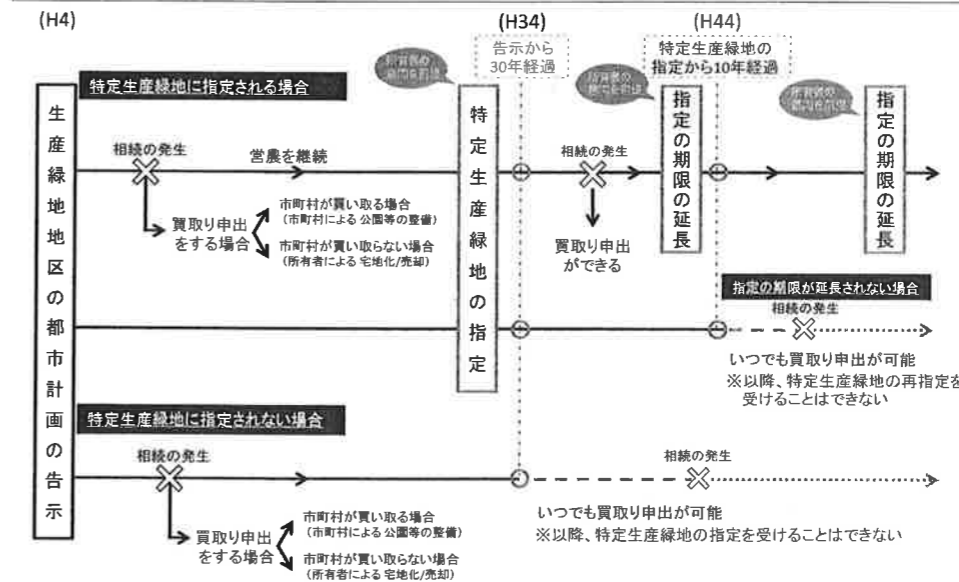 (H4)
(H34)
(H44)
告示から
30年経過
特定生産緑地の
指定から10年経過
特定生産緑地に指定される場合
生産緑地地区の都市計画の告示
特定生産緑地の指定
指定の期限の延長
指定の期限の延長
相続の発生
営農を継続
相続の発生
買取り申出
をする場合
市町村が買い取る場合
(市町村による公園等の整備)
市町村が買い取らない場合
(所有者による宅地化/売却)
買取り申出
ができる
指定の期限が延長されない場合
相続の発生
いつでも買取り申出が可能
※以降、特定生産緑地の再指定を
受けることはできない
特定生産緑地に指定されない場合
相続の発生
相続の発生
買取り申出
をする場合
市町村が買い取る場合
(市町村による公園等の整備)
市町村が買い取らない場合
(所有者による宅地化/売却)
いつでも買取り申出が可能
※以降、特定生産緑地の指定を受けることはできない